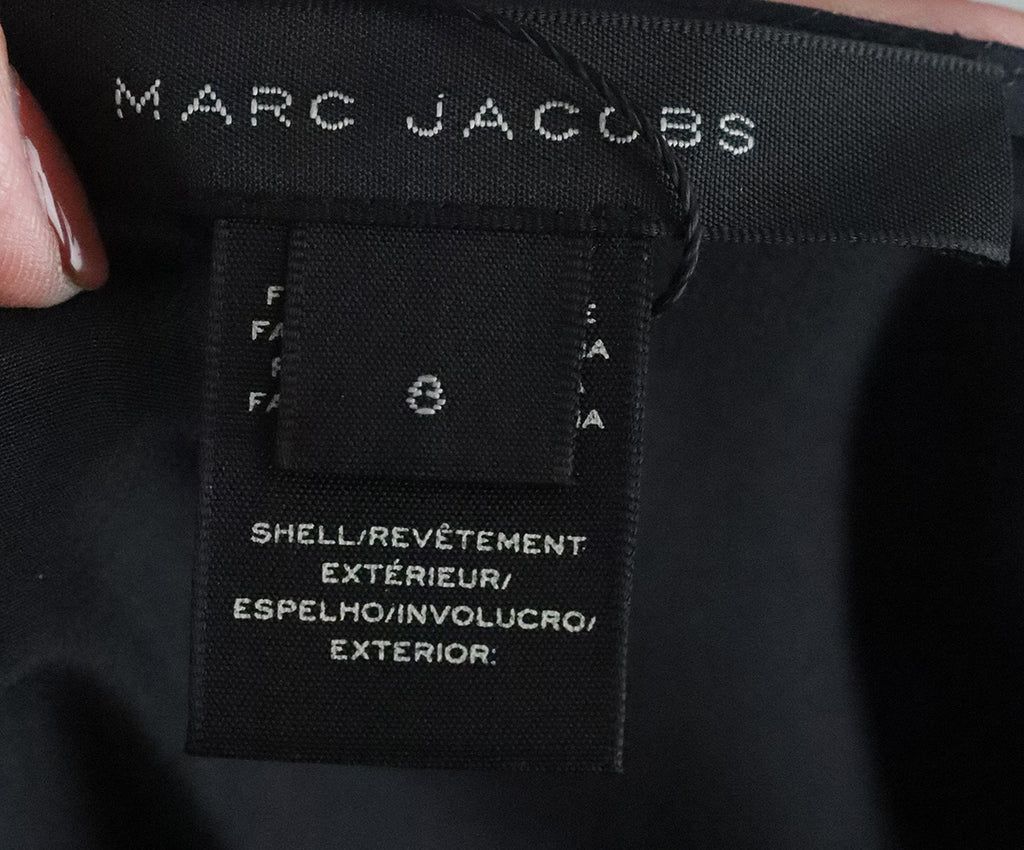 MARC JACOBS
8
SHELL/REVÊTEMENT
EXTÉRIEUR/
ESPELHO/INVOLUCRO/
EXTERIOR: